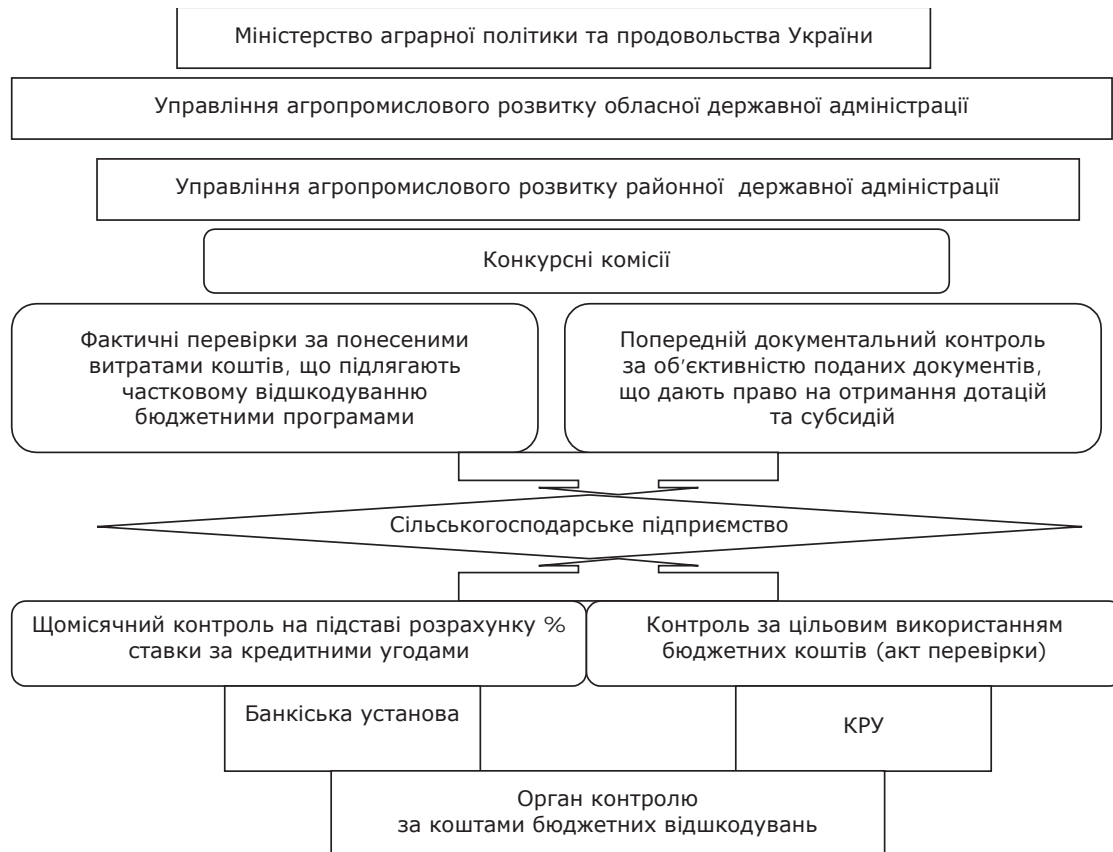 Міністерство аграрної політики та продовольства України
Управління агропромислового розвитку обласної державної адміністрації
Управління агропромислового розвитку районної державної адміністрації
Конкурсні комісії
Фактичні перевірки за понесеними
витратами коштів, що підлягають
частковому відшкодуванню
бюджетними програмами
Попередній документальний контроль
за об’єктивністю поданих документів,
що дають право на отримання дотацій
та субсидій
Сільськогосподарське підприємство
Щомісячний контроль на підставі розрахунку %
ставки за кредитними угодами
Контроль за цільовим використанням
бюджетних коштів (акт перевірки)
Банкіська установа
КРУ
Орган контролю
за коштами бюджетних відшкодувань